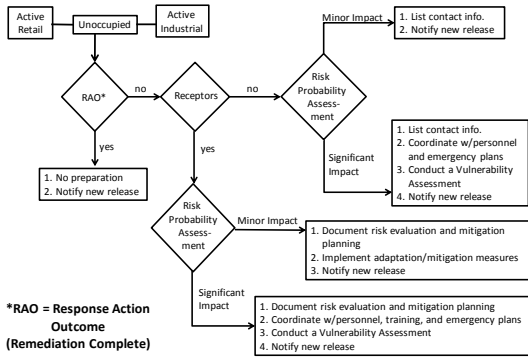 Active
Retail
Unoccupied
Active
Industrial
RAO*
no
Receptors
no
Risk
Probability
Assess-
ment
Minor Impact
1. List contact info.
2. Notify new release
yes
1. No preparation
2. Notify new release
yes
Significant
Impact
1. List contact info.
2. Coordinate w/personnel
and emergency plans
3. Conduct a Vulnerability
Assessment
4. Notify new release
Risk
Probability
Assess-
ment
Minor Impact
1. Document risk evaluation and mitigation
planning
2. Implement adaptation/mitigation measures
3. Notify new release
Significant
Impact
1. Document risk evaluation and mitigation planning
2. Coordinate w/personnel, training, and emergency plans
3. Conduct a Vulnerability Assessment
4. Notify new release
*RAO = Response Action
Outcome
(Remediation Complete)